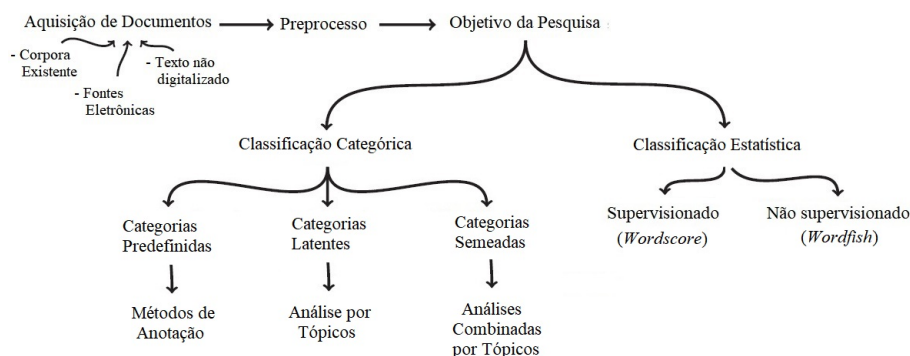 Aquisição de Documentos
Preprocesso
Objetivo da Pesquisa
- Corpora
Existente
- Fontes
Eletrônicas
- Texto não
digitalizado
Classificação Categórica
Classificação Estatística
Categorias
Predefinidas
Categorias
Latentes
Categorias
Semeadas
Supervisionado
(Wordscore)
Não supervisionado
(Wordfish)
Métodos de
Anotação
Análise por
Tópicos
Análises
Combinadas
por Tópicos